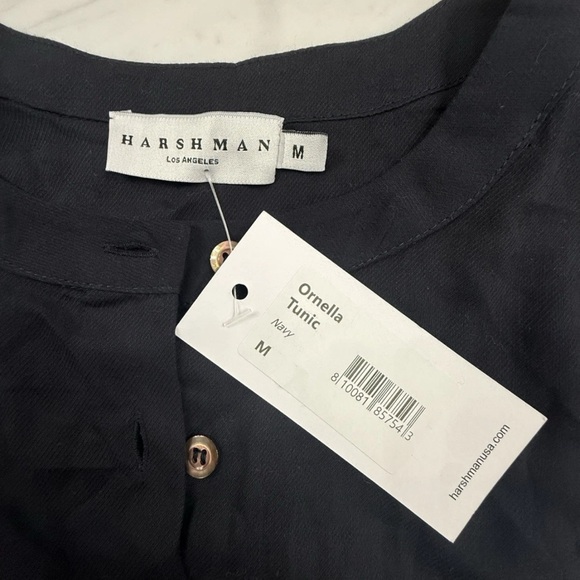 HARSHMAN
LOS ANGELES
M
Ornella
Tunic
Navy
M
8 10081 85754 3
harshmanusa.com